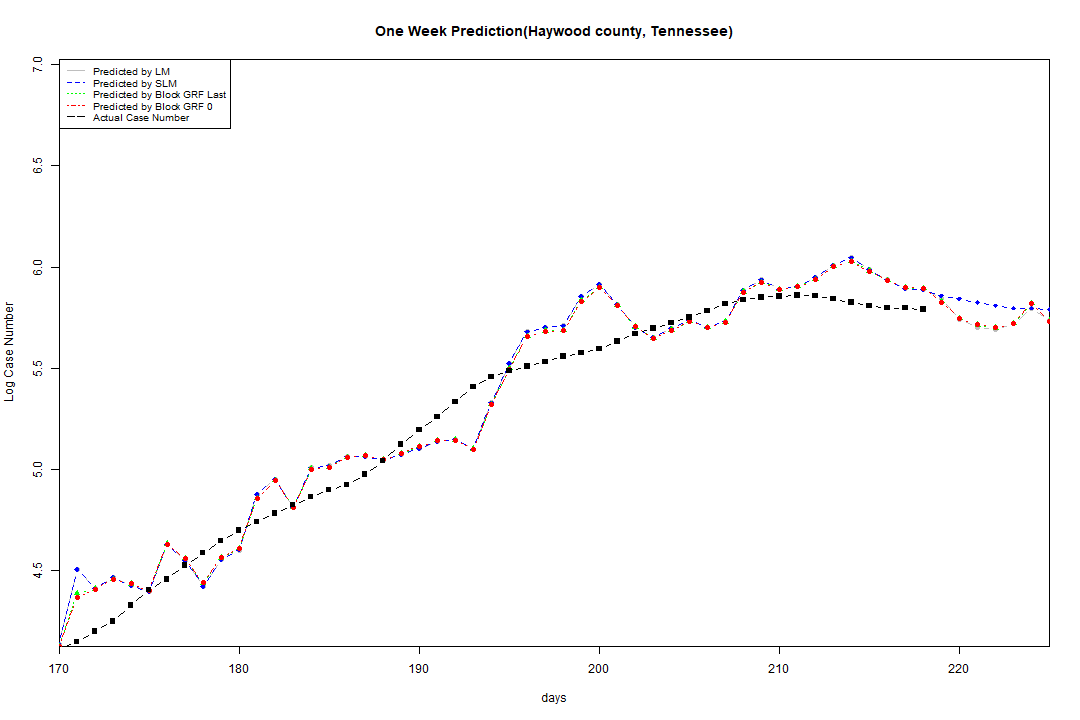 One Week Prediction(Haywood county, Tennessee)
7.0
6.5
6.0
5.5
5.0
4.5
Log Case Number
Predicted by LM
Predicted by SLM
Predicted by Block GRF Last
Predicted by Block GRF 0
Actual Case Number
170 180 190 200 210 220
days